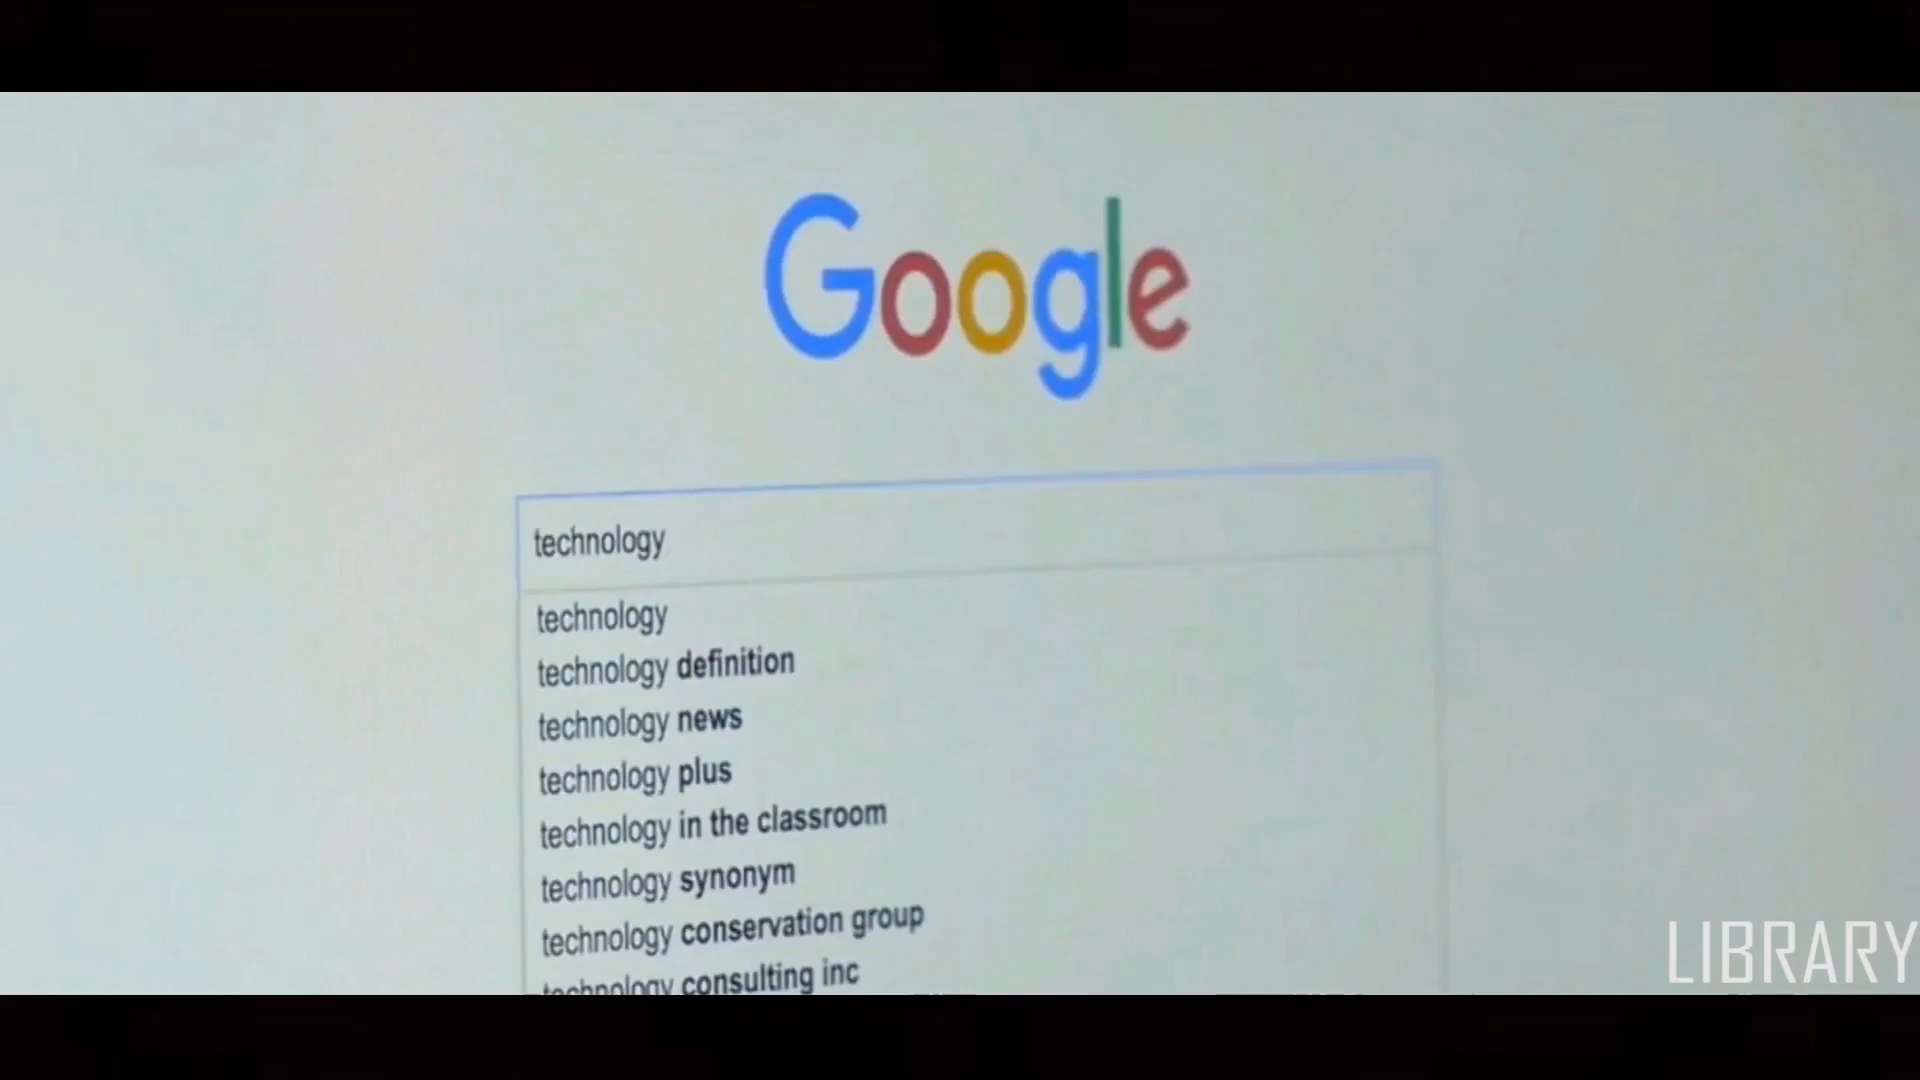 Google
technology
technology
technology definition
technology news
technology plus
technology in the classroom
technology synonym
technology conservation group
technology consulting inc
LIBRARY